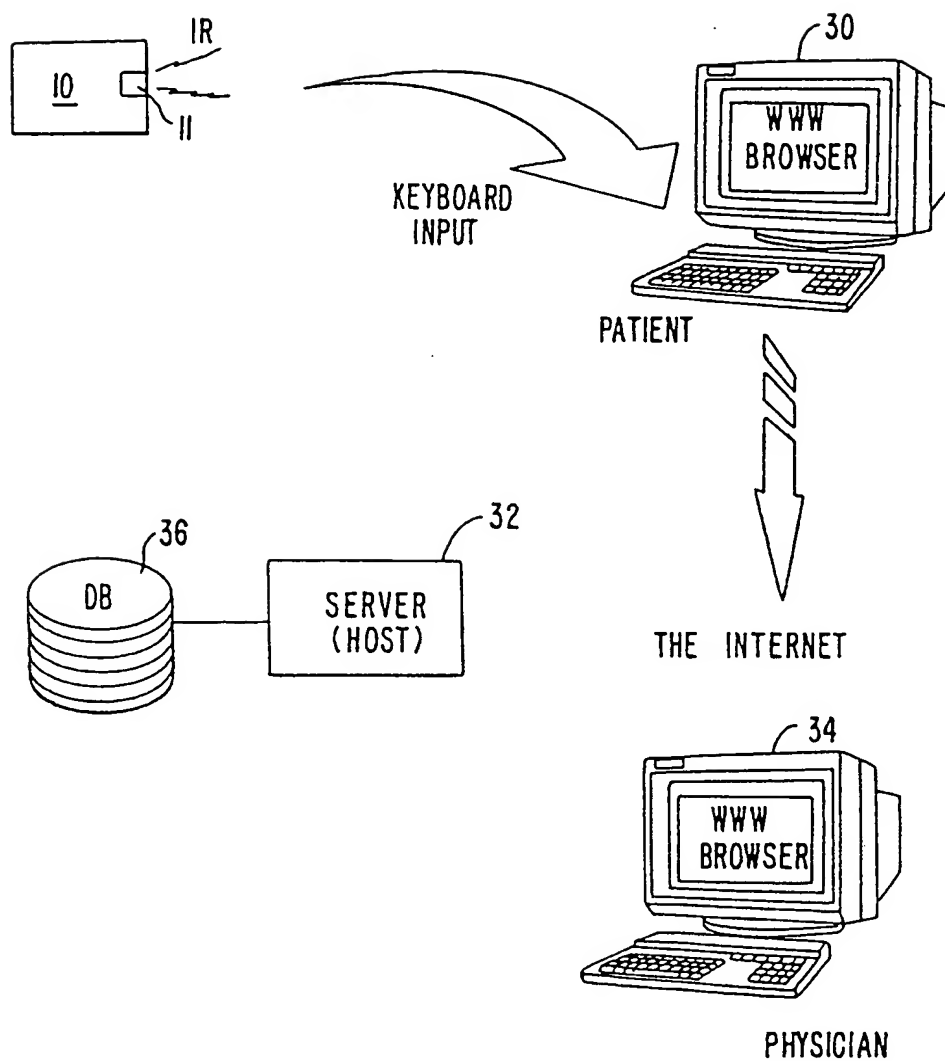 IR
10
11
30
WWW
BROWSER
KEYBOARD
INPUT
PATIENT
36
32
DB
SERVER
(HOST)
THE INTERNET
34
WWW
BROWSER
PHYSICIAN